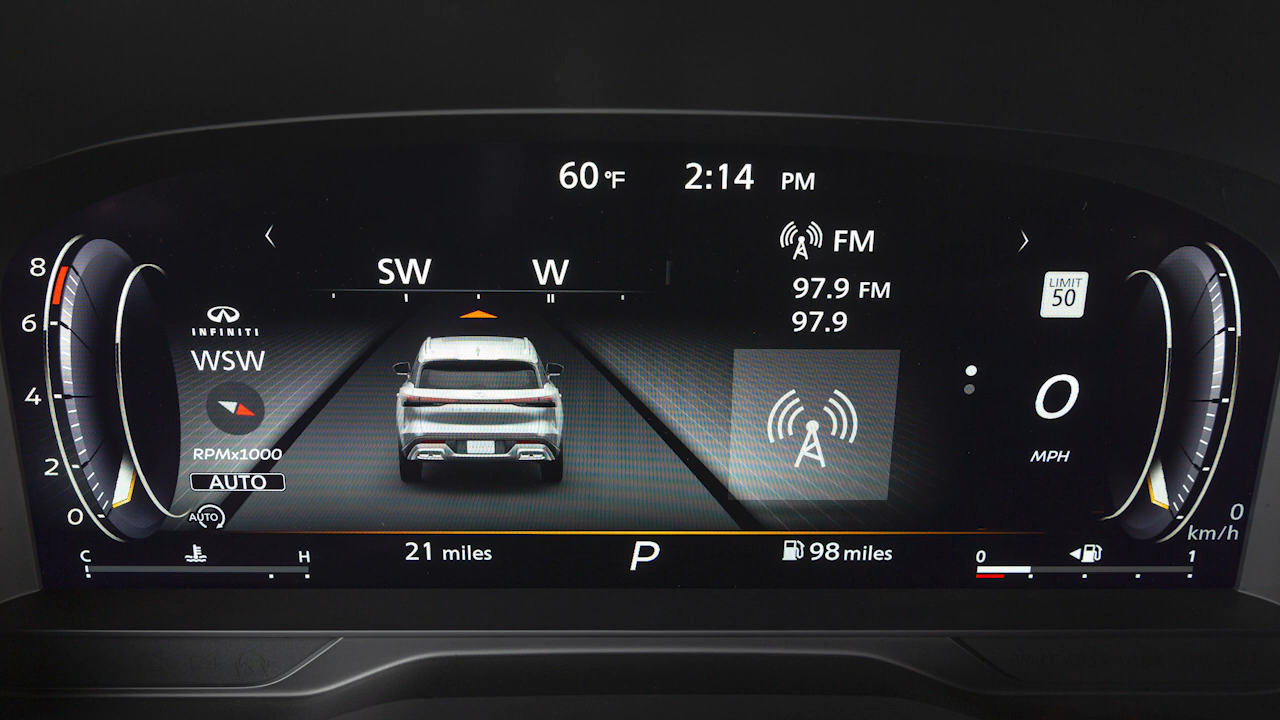 60 °F 2:14 PM
FM
97.9 FM
97.9
SW W
LIMIT
50
INFINITI
WSW
RPMx1000
AUTO
AUTO
8
6
4
2
0
0
MPH
0
km/h
C H
21 miles
P
98 miles
0 1